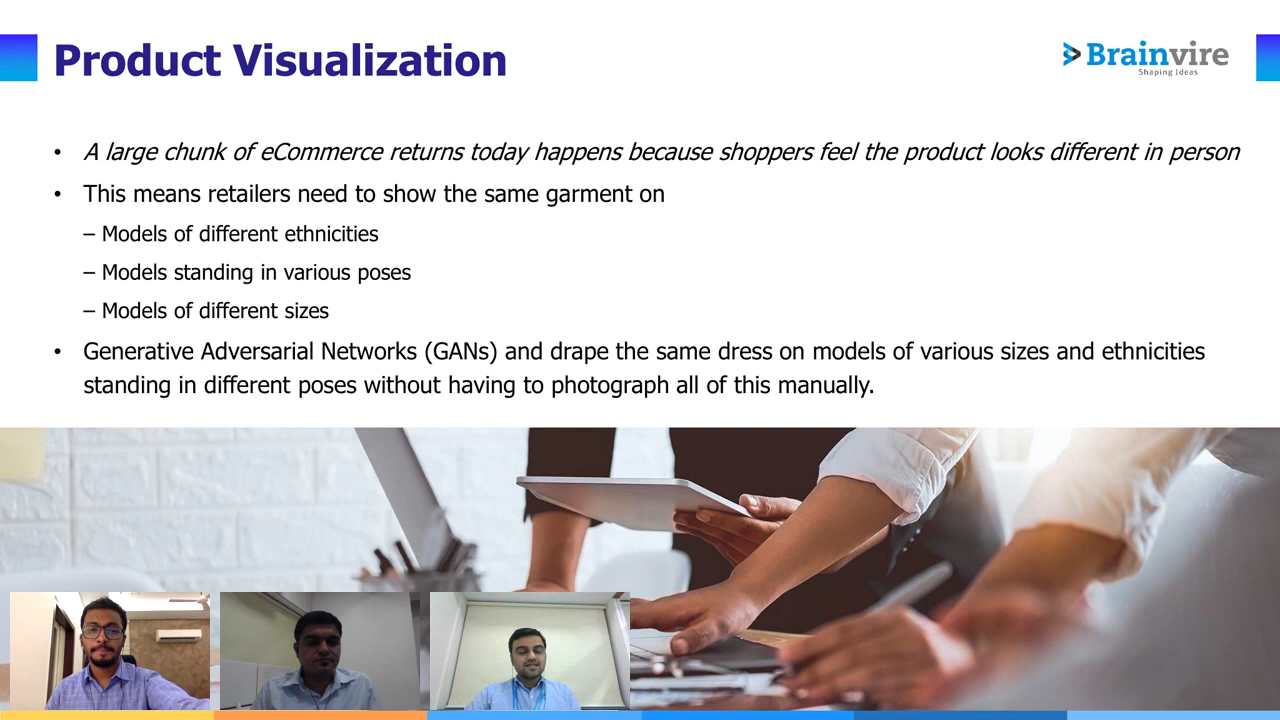 Product Visualization
Brainvire
Shaping Ideas
• A large chunk of eCommerce returns today happens because shoppers feel the product looks different in person
• This means retailers need to show the same garment on
– Models of different ethnicities
– Models standing in various poses
– Models of different sizes
• Generative Adversarial Networks (GANs) and drape the same dress on models of various sizes and ethnicities
standing in different poses without having to photograph all of this manually.